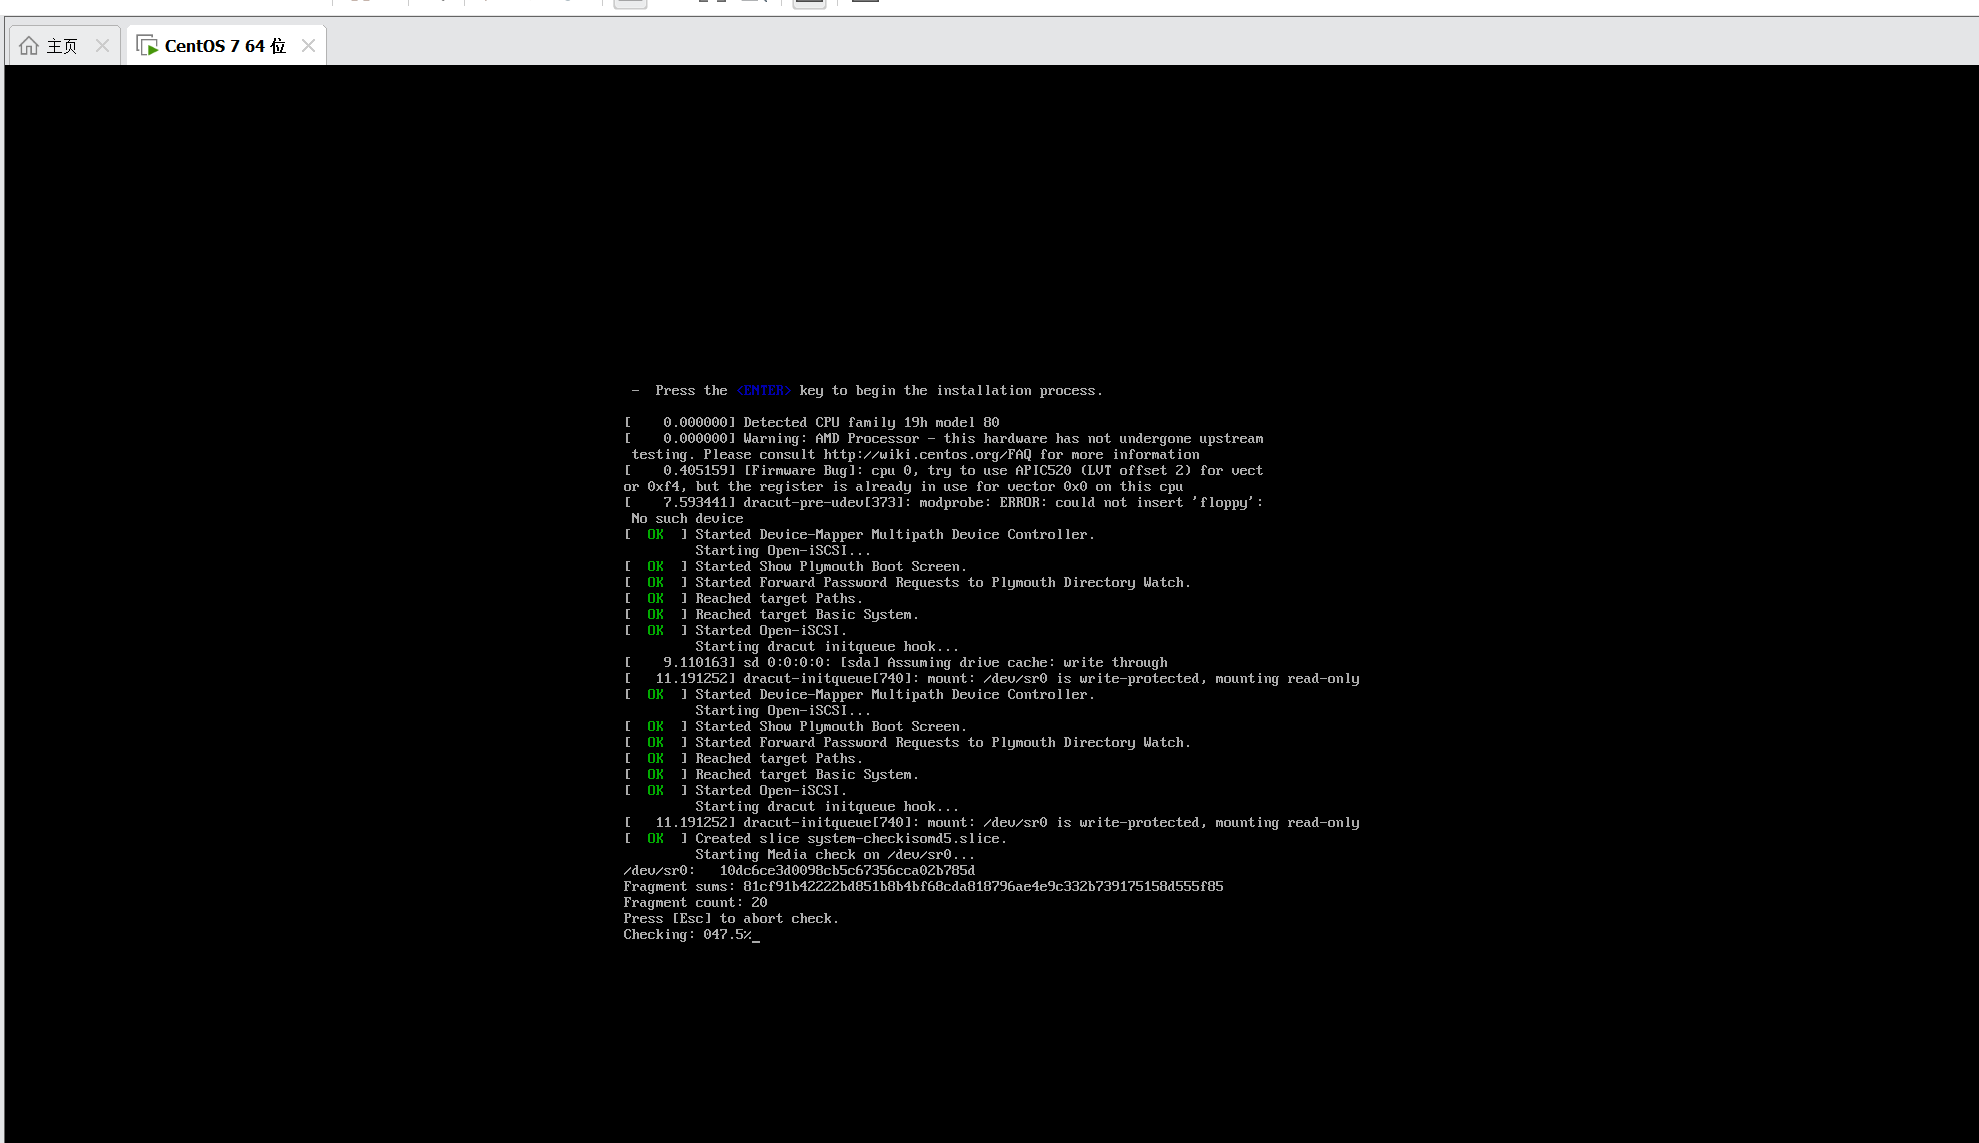 主页
CentOS 7 64 位
-  Press the <ENTER> key to begin the installation process.
[    0.000000] Detected CPU family 19h model 80
[    0.000000] Warning: AMD Processor - this hardware has not undergone upstream
 testing. Please consult http://wiki.centos.org/FAQ for more information
[    0.405159] [Firmware Bug]: cpu 0, try to use APIC520 (LVT offset 2) for vect
or 0xf4, but the register is already in use for vector 0x0 on this cpu
[    7.593441] dracut-pre-udev[373]: modprobe: ERROR: could not insert 'floppy':
 No such device
[  OK  ] Started Device-Mapper Multipath Device Controller.
         Starting Open-iSCSI...
[  OK  ] Started Show Plymouth Boot Screen.
[  OK  ] Started Forward Password Requests to Plymouth Directory Watch.
[  OK  ] Reached target Paths.
[  OK  ] Reached target Basic System.
[  OK  ] Started Open-iSCSI.
         Starting dracut initqueue hook...
[    9.110163] sd 0:0:0:0: [sda] Assuming drive cache: write through
[   11.191252] dracut-initqueue[740]: mount: /dev/sr0 is write-protected, mounting read-only
[  OK  ] Started Device-Mapper Multipath Device Controller.
         Starting Open-iSCSI...
[  OK  ] Started Show Plymouth Boot Screen.
[  OK  ] Started Forward Password Requests to Plymouth Directory Watch.
[  OK  ] Reached target Paths.
[  OK  ] Reached target Basic System.
[  OK  ] Started Open-iSCSI.
         Starting dracut initqueue hook...
[   11.191252] dracut-initqueue[740]: mount: /dev/sr0 is write-protected, mounting read-only
[  OK  ] Created slice system-checkisomd5.slice.
         Starting Media check on /dev/sr0...
/dev/sr0:   10dc6ce3d0098cb5c67356cca02b785d
Fragment sums: 81cf91b42222bd851b8b4bf68cda818796ae4e9c332b739175158d555f85
Fragment count: 20
Press [Esc] to abort check.
Checking: 047.5%_